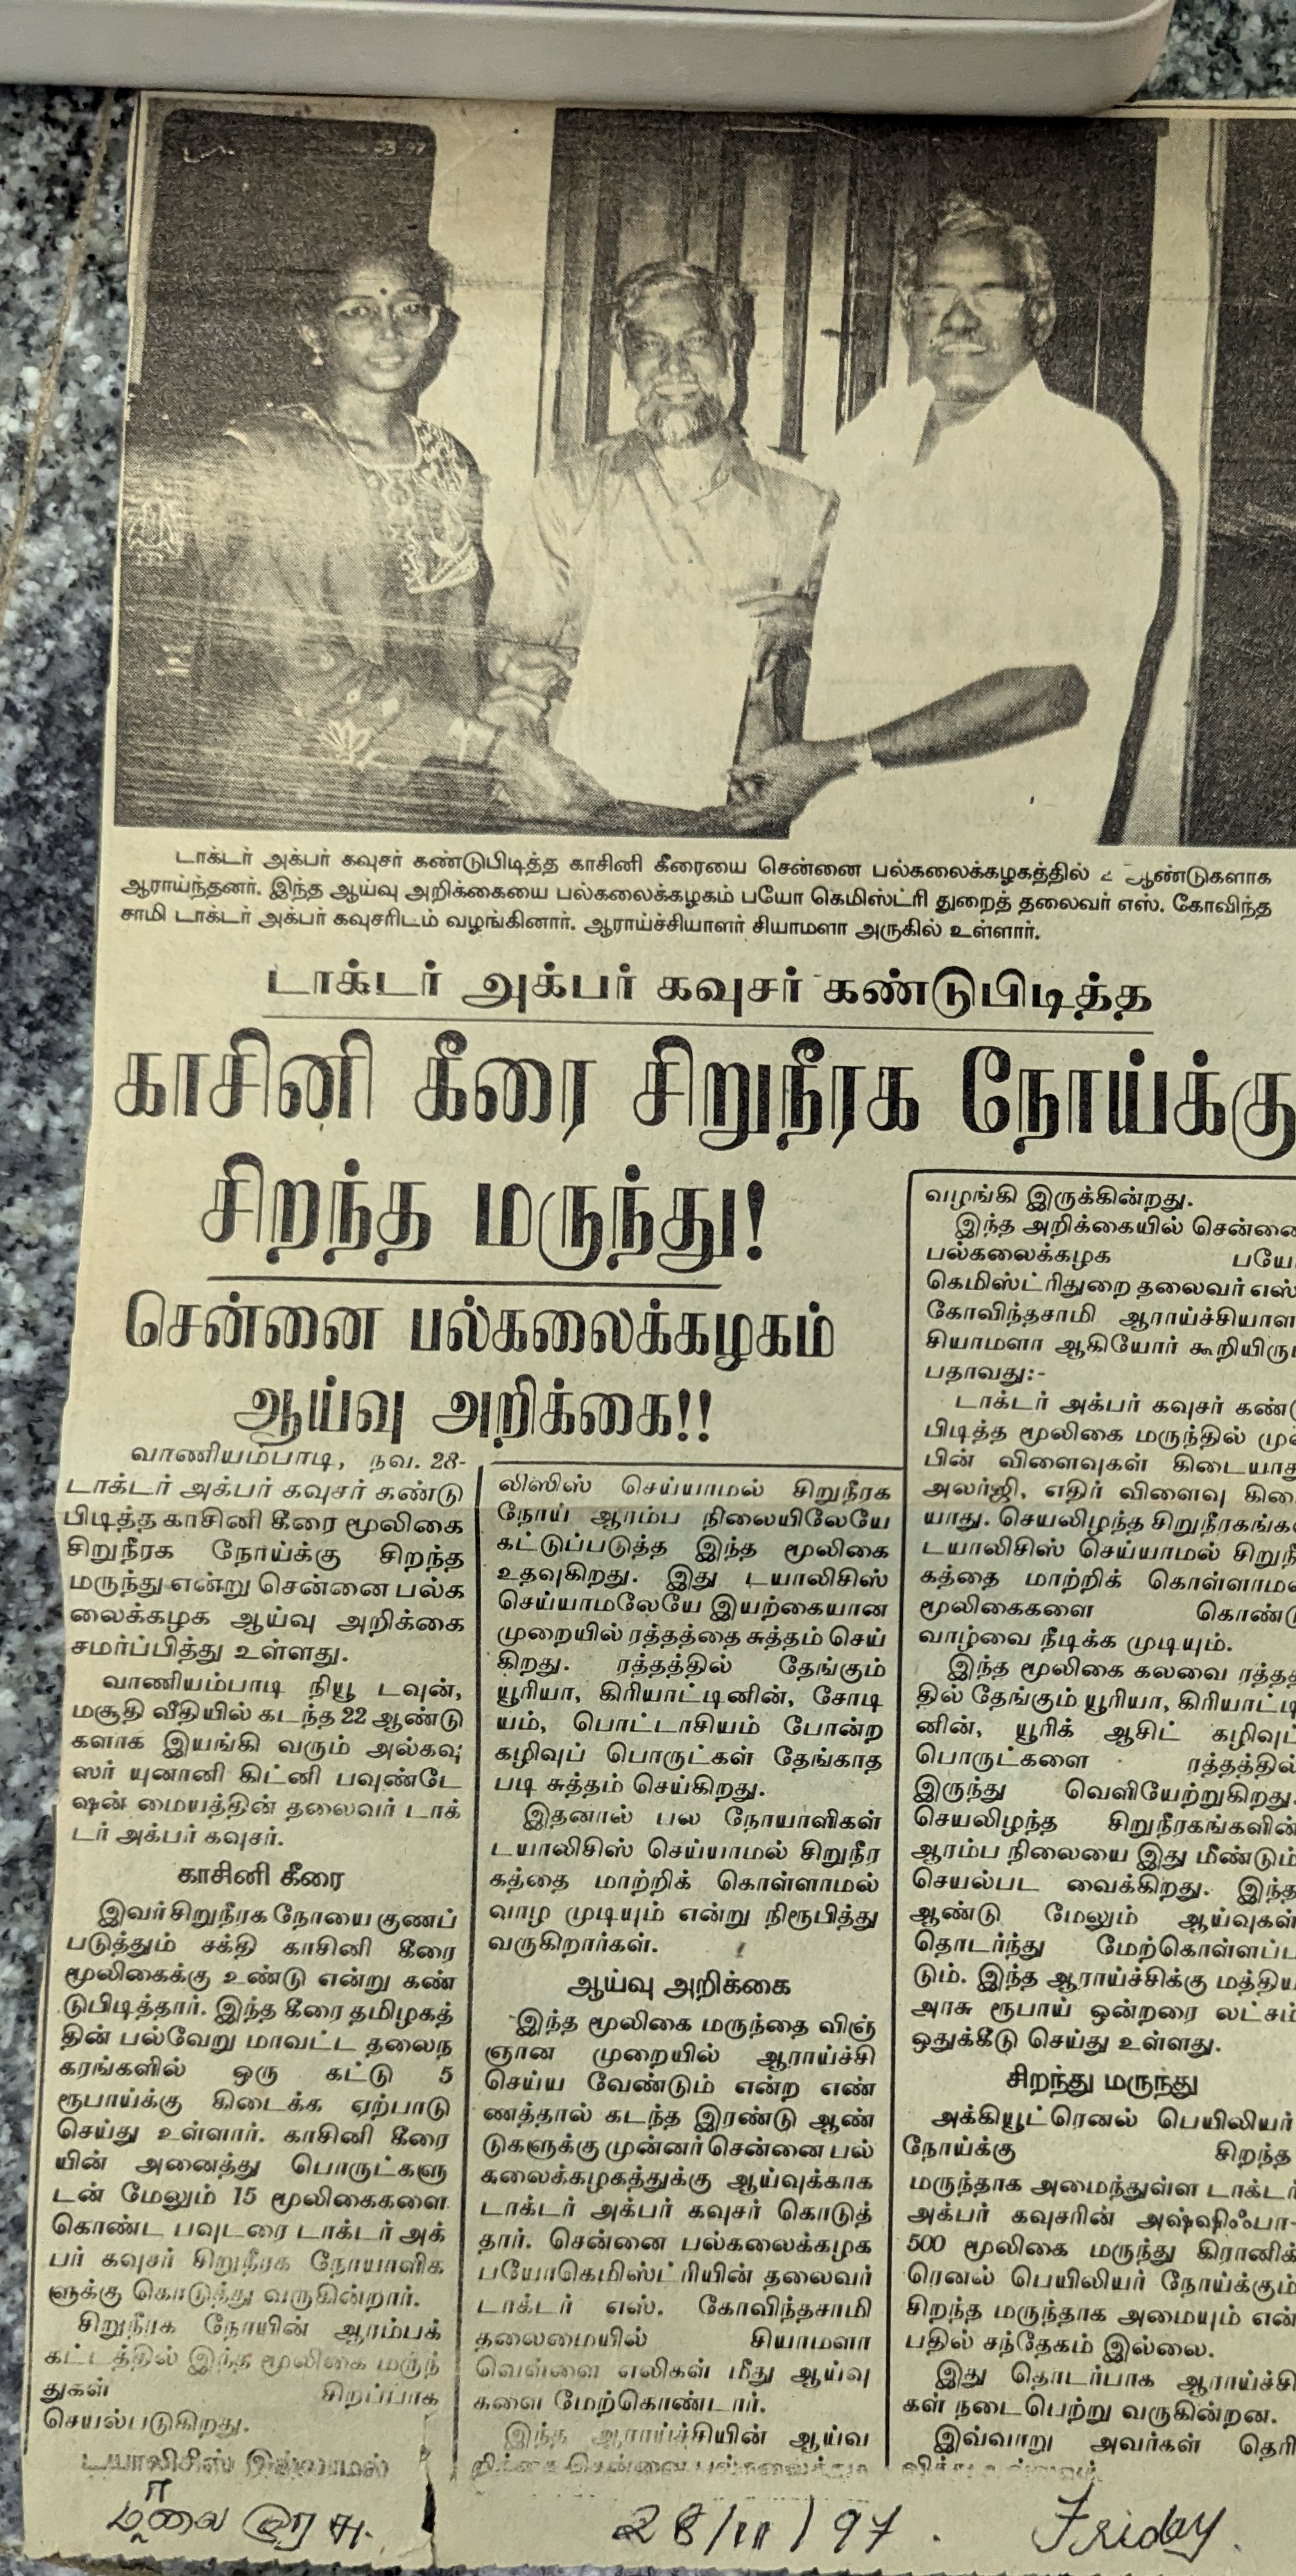 03 97
டாக்டர் அக்பர் கவுசர் கண்டுபிடித்த காசினி கீரையை சென்னை பல்கலைக்கழகத்தில் ஆண்டுகளாக
ஆராய்ந்தனர். இந்த ஆய்வு அறிக்கையை பல்கலைக்கழகம் பயோ கெமிஸ்ட்ரி துறைத் தலைவர் எஸ். கோவிந்த
சாமி டாக்டர் அக்பர் கவுசரிடம் வழங்கினார். ஆராய்ச்சியாளர் சியாமளா அருகில் உள்ளார்.
டாக்டர் அக்பர் கவுசர் கண்டுபிடித்த
காசினி கீரை சிறுநீரக நோய்க்கு
சிறந்த மருந்து!
சென்னை பல்கலைக்கழகம்
ஆய்வு அறிக்கை!!
வாணியம்பாடி, நவ. 28-
டாக்டர் அக்பர் கவுசர் கண்டு
பிடித்த காசினி கீரை மூலிகை
சிறுநீரக நோய்க்கு சிறந்த
மருந்து என்று சென்னை பல்க
லைக்கழக ஆய்வு அறிக்கை
சமர்ப்பித்து உள்ளது.
வாணியம்பாடி நியூ டவுன்,
மசூதி வீதியில் கடந்த 22 ஆண்டு
களாக இயங்கி வரும் அல்கவு
ஸர் யுனானி கிட்னி பவுண்டே
ஷன் மையத்தின் தலைவர் டாக்
டர் அக்பர் கவுசர்.
காசினி கீரை
இவர் சிறுநீரக நோயை குணப்
படுத்தும் சக்தி காசினி கீரை
மூலிகைக்கு உண்டு என்று கண்
டுபிடித்தார். இந்த கீரை தமிழகத்
தின் பல்வேறு மாவட்ட தலைந
கரங்களில் ஒரு கட்டு 5
ரூபாய்க்கு கிடைக்க ஏற்பாடு
செய்து உள்ளார். காசினி கீரை
யின் அனைத்து பொருட்களு
டன் மேலும் 15 மூலிகைகளை
கொண்ட பவுடரை டாக்டர் அக்
பர் கவுசர் சிறுநீரக நோயாளிக
ளுக்கு கொடுத்து வருகின்றார்.
சிறுநீரக நோயின் ஆரம்பக்
கட்டத்தில் இந்த மூலிகை மருந்
துகள் சிறப்பாக
செயல்படுகிறது.
டயாலிசிஸ் இல்லாமல்
லிஸிஸ் செய்யாமல் சிறுநீரக
நோய் ஆரம்ப நிலையிலேயே
கட்டுப்படுத்த இந்த மூலிகை
உதவுகிறது. இது டயாலிசிஸ்
செய்யாமலேயே இயற்கையான
முறையில் ரத்தத்தை சுத்தம் செய்
கிறது. ரத்தத்தில் தேங்கும்
யூரியா, கிரியாட்டினின், சோடி
யம், பொட்டாசியம் போன்ற
கழிவுப் பொருட்கள் தேங்காத
படி சுத்தம் செய்கிறது.
இதனால் பல நோயாளிகள்
டயாலிசிஸ் செய்யாமல் சிறுநீர
கத்தை மாற்றிக் கொள்ளாமல்
வாழ முடியும் என்று நிரூபித்து
வருகிறார்கள்.
ஆய்வு அறிக்கை
இந்த மூலிகை மருந்தை விஞ்
ஞான முறையில் ஆராய்ச்சி
செய்ய வேண்டும் என்ற எண்
ணத்தால் கடந்த இரண்டு ஆண்
டுகளுக்கு முன்னர் சென்னை பல்
கலைக்கழகத்துக்கு ஆய்வுக்காக
டாக்டர் அக்பர் கவுசர் கொடுத்
தார். சென்னை பல்கலைக்கழக
பயோகெமிஸ்ட்ரியின் தலைவர்
டாக்டர் எஸ். கோவிந்தசாமி
தலைமையில் சியாமளா
வெள்ளை எலிகள் மீது ஆய்வு
களை மேற்கொண்டார்.
இந்த ஆராய்ச்சியின் ஆய்வ
றிக்கை சென்னை பல்கலைக்கழக
வழங்கி இருக்கின்றது.
இந்த அறிக்கையில் சென்னை
பல்கலைக்கழக பயோ
கெமிஸ்ட்ரிதுறை தலைவர் எஸ்
கோவிந்தசாமி ஆராய்ச்சியாள
சியாமளா ஆகியோர் கூறியிருப்
பதாவது:-
டாக்டர் அக்பர் கவுசர் கண்டு
பிடித்த மூலிகை மருந்தில் முன்
பின் விளைவுகள் கிடையாது
அலர்ஜி, எதிர் விளைவு கிடை
யாது. செயலிழந்த சிறுநீரகங்க
டயாலிசிஸ் செய்யாமல் சிறுநீ
கத்தை மாற்றிக் கொள்ளாமல்
மூலிகைகளை கொண்டு
வாழ்வை நீடிக்க முடியும்.
இந்த மூலிகை கலவை ரத்தத்
தில் தேங்கும் யூரியா, கிரியாட்டி
னின், யூரிக் ஆசிட் கழிவுப்
பொருட்களை ரத்தத்தில்
இருந்து வெளியேற்றுகிறது.
செயலிழந்த சிறுநீரகங்களின்
ஆரம்ப நிலையை இது மீண்டும்
செயல்பட வைக்கிறது. இந்த
ஆண்டு மேலும் ஆய்வுகள்
தொடர்ந்து மேற்கொள்ளப்ப
டும். இந்த ஆராய்ச்சிக்கு மத்திய
அரசு ரூபாய் ஒன்றரை லட்சம்
ஒதுக்கீடு செய்து உள்ளது.
சிறந்து மருந்து
அக்கியூட்ரெனல் பெயிலியர்
நோய்க்கு சிறந்த
மருந்தாக அமைந்துள்ள டாக்டர்
அக்பர் கவுசரின் அஷ்ஷிஃபா-
500 மூலிகை மருந்து கிரானிக்
ரெனல் பெயிலியர் நோய்க்கும்
சிறந்த மருந்தாக அமையும் என்
பதில் சந்தேகம் இல்லை.
இது தொடர்பாக ஆராய்ச்சி
கள் நடைபெற்று வருகின்றன.
இவ்வாறு அவர்கள் தெரி
மாலை முரசு. 28/11/97. Friday.